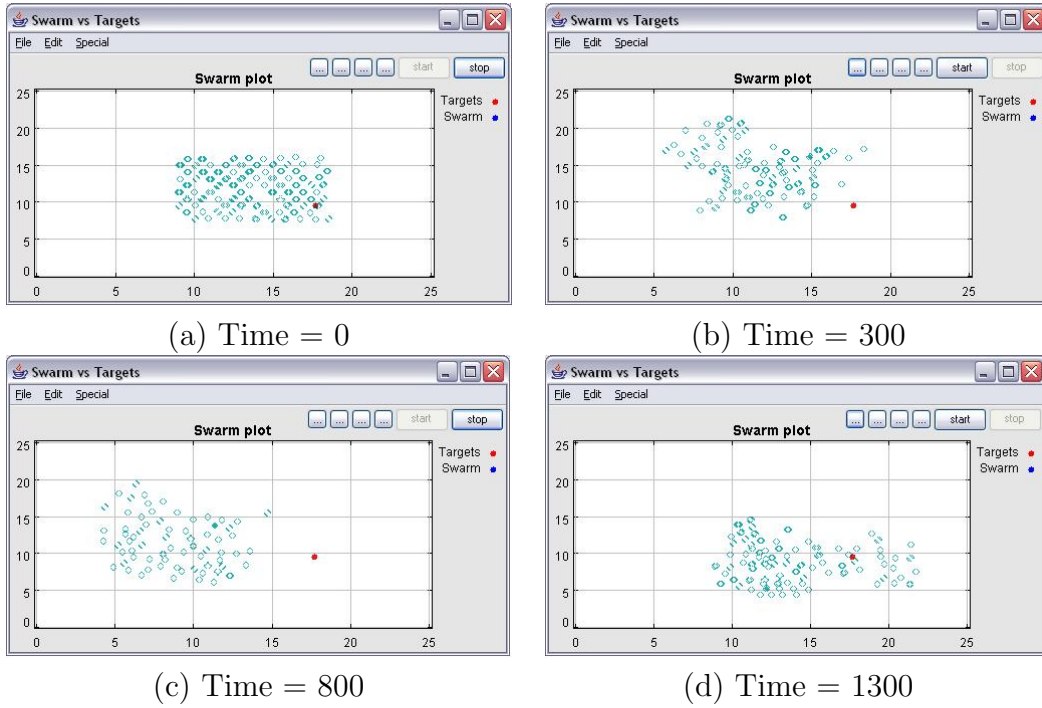 Swarm vs Targets
File Edit Special
... ... ... ... start stop
Swarm plot
Targets
Swarm
25
20
15
10
5
0
0 5 10 15 20 25
(a) Time = 0
Swarm vs Targets
File Edit Special
... ... ... ... start stop
Swarm plot
Targets
Swarm
25
20
15
10
5
0
0 5 10 15 20 25
(b) Time = 300
Swarm vs Targets
File Edit Special
... ... ... ... start stop
Swarm plot
Targets
Swarm
25
20
15
10
5
0
0 5 10 15 20 25
(c) Time = 800
Swarm vs Targets
File Edit Special
... ... ... ... start stop
Swarm plot
Targets
Swarm
25
20
15
10
5
0
0 5 10 15 20 25
(d) Time = 1300